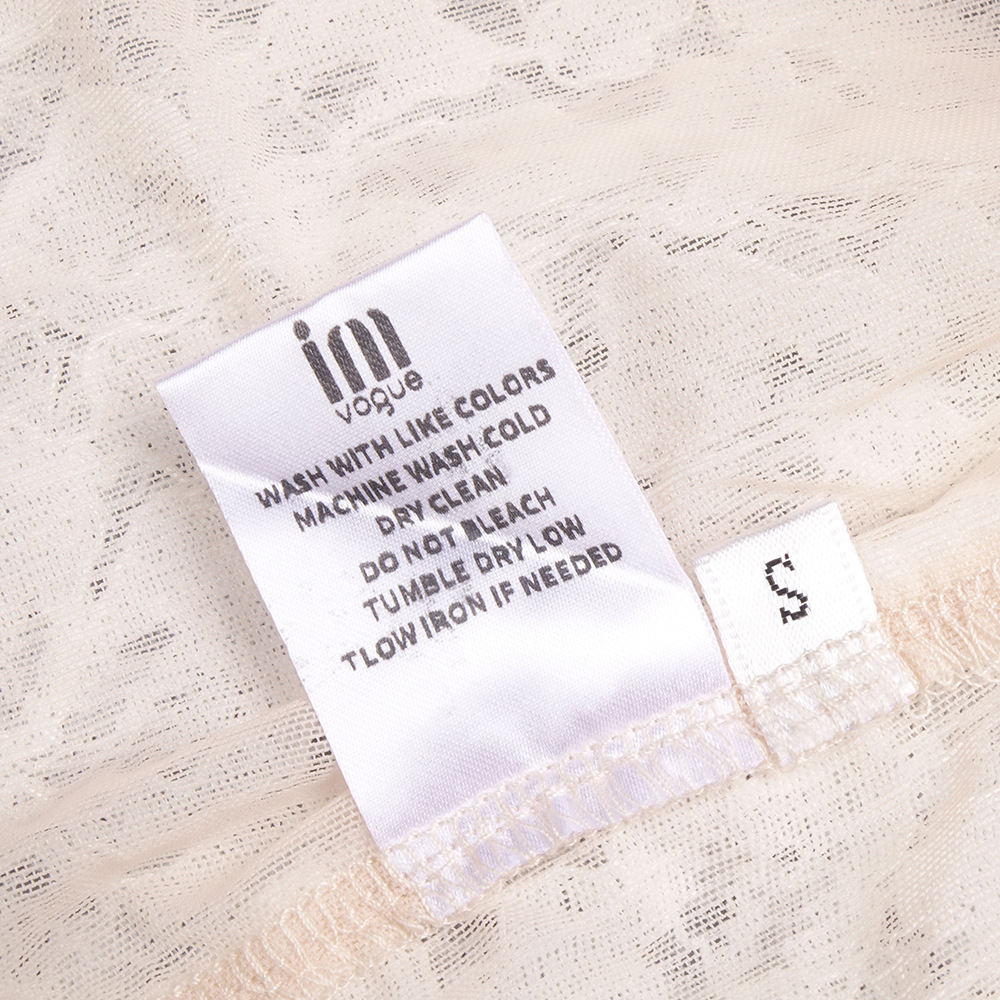 im
vogue
WASH WITH LIKE COLORS
MACHINE WASH COLD
DRY CLEAN
DO NOT BLEACH
TUMBLE DRY LOW
TLOW IRON IF NEEDED
S